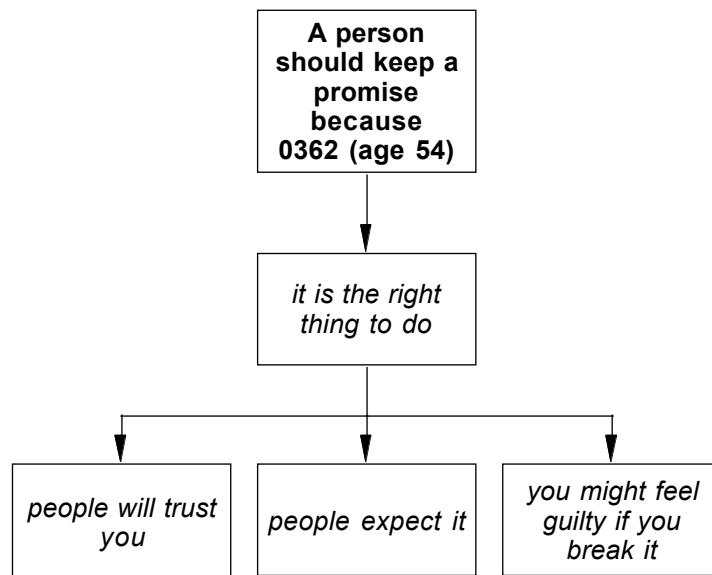 A person
should keep a
promise
because
0362 (age 54)
it is the right
thing to do
people will trust
you
people expect it
you might feel
guilty if you
break it